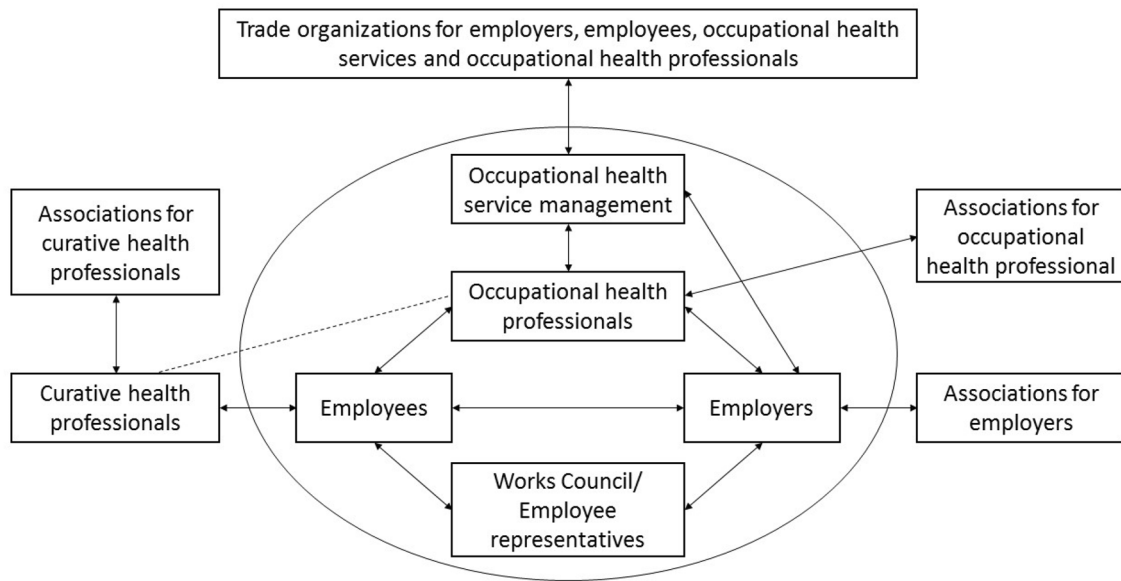 Trade organizations for employers, employees, occupational health
services and occupational health professionals
Occupational health
service management
Associations for
curative health
professionals
Associations for
occupational
health professional
Occupational health
professionals
Curative health
professionals
Employees
Employers
Associations for
employers
Works Council/
Employee
representatives